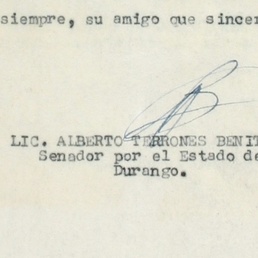 siempre, su amigo que sincer
LIC. ALBERTO TERRONES BENIT
Senador por el Estado de
Durango.